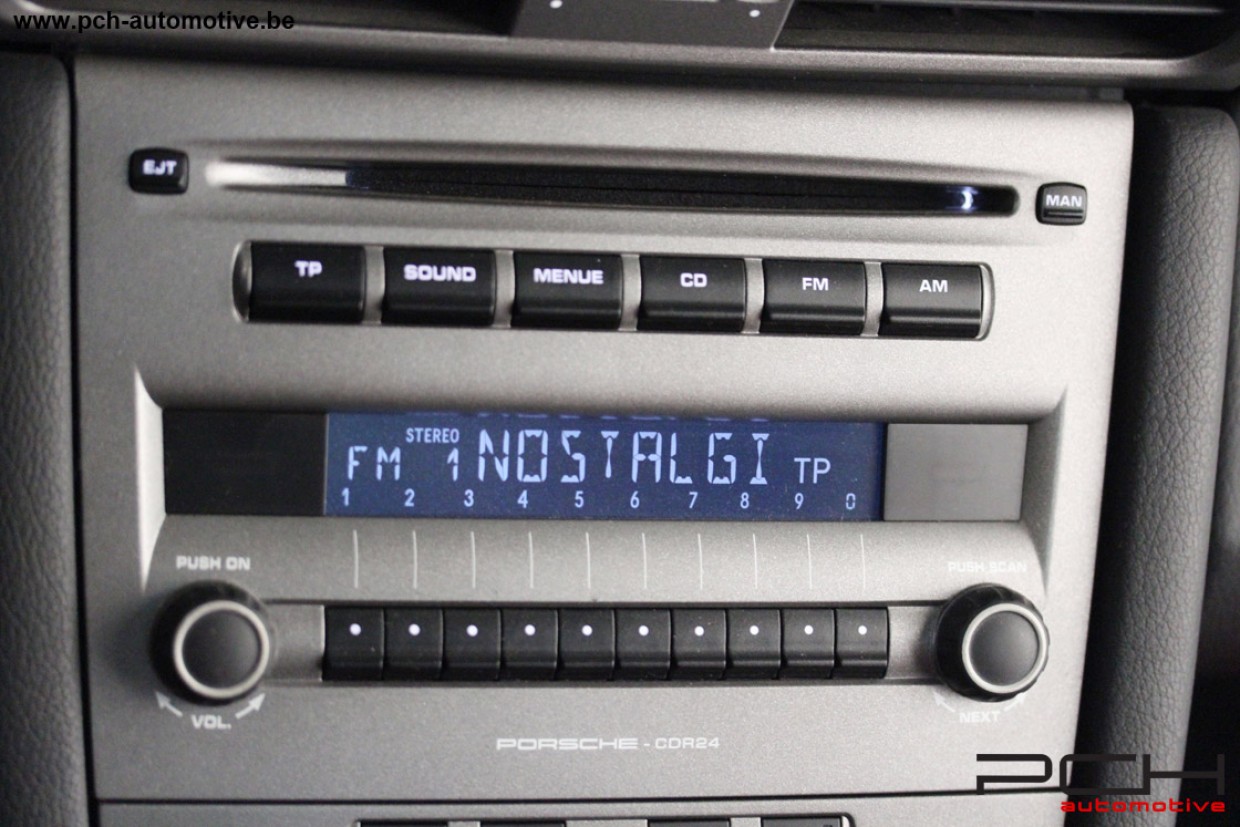 www.pch-automotive.be
EJT
MAN
TP SOUND MENUE CD FM AM
STEREO
FM 1 NOSTALGI TP
1 2 3 4 5 6 7 8 9 0
PUSH ON
PUSH SCAN
VOL.
NEXT
PORSCHE - CDR24
PCH
automotive